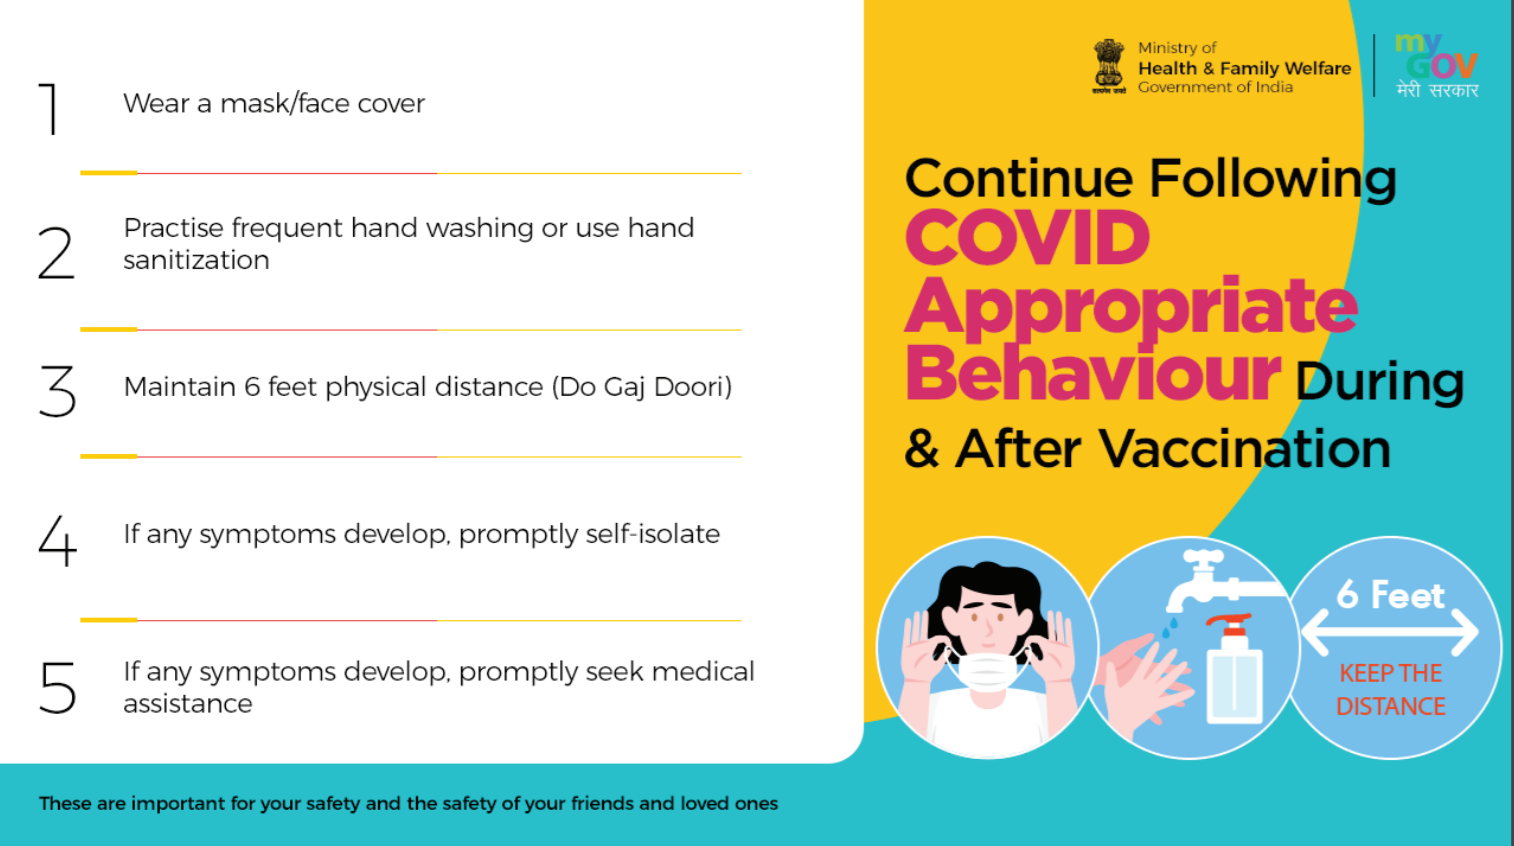 1
Wear a mask/face cover
2
Practise frequent hand washing or use hand
sanitization
3
Maintain 6 feet physical distance (Do Gaj Doori)
4
If any symptoms develop, promptly self-isolate
5
If any symptoms develop, promptly seek medical
assistance
These are important for your safety and the safety of your friends and loved ones
Ministry of
Health & Family Welfare
Government of India
सत्यमेव जयते
my
GOV
मेरी सरकार
Continue Following
COVID
Appropriate
Behaviour During
& After Vaccination
6 Feet
KEEP THE
DISTANCE